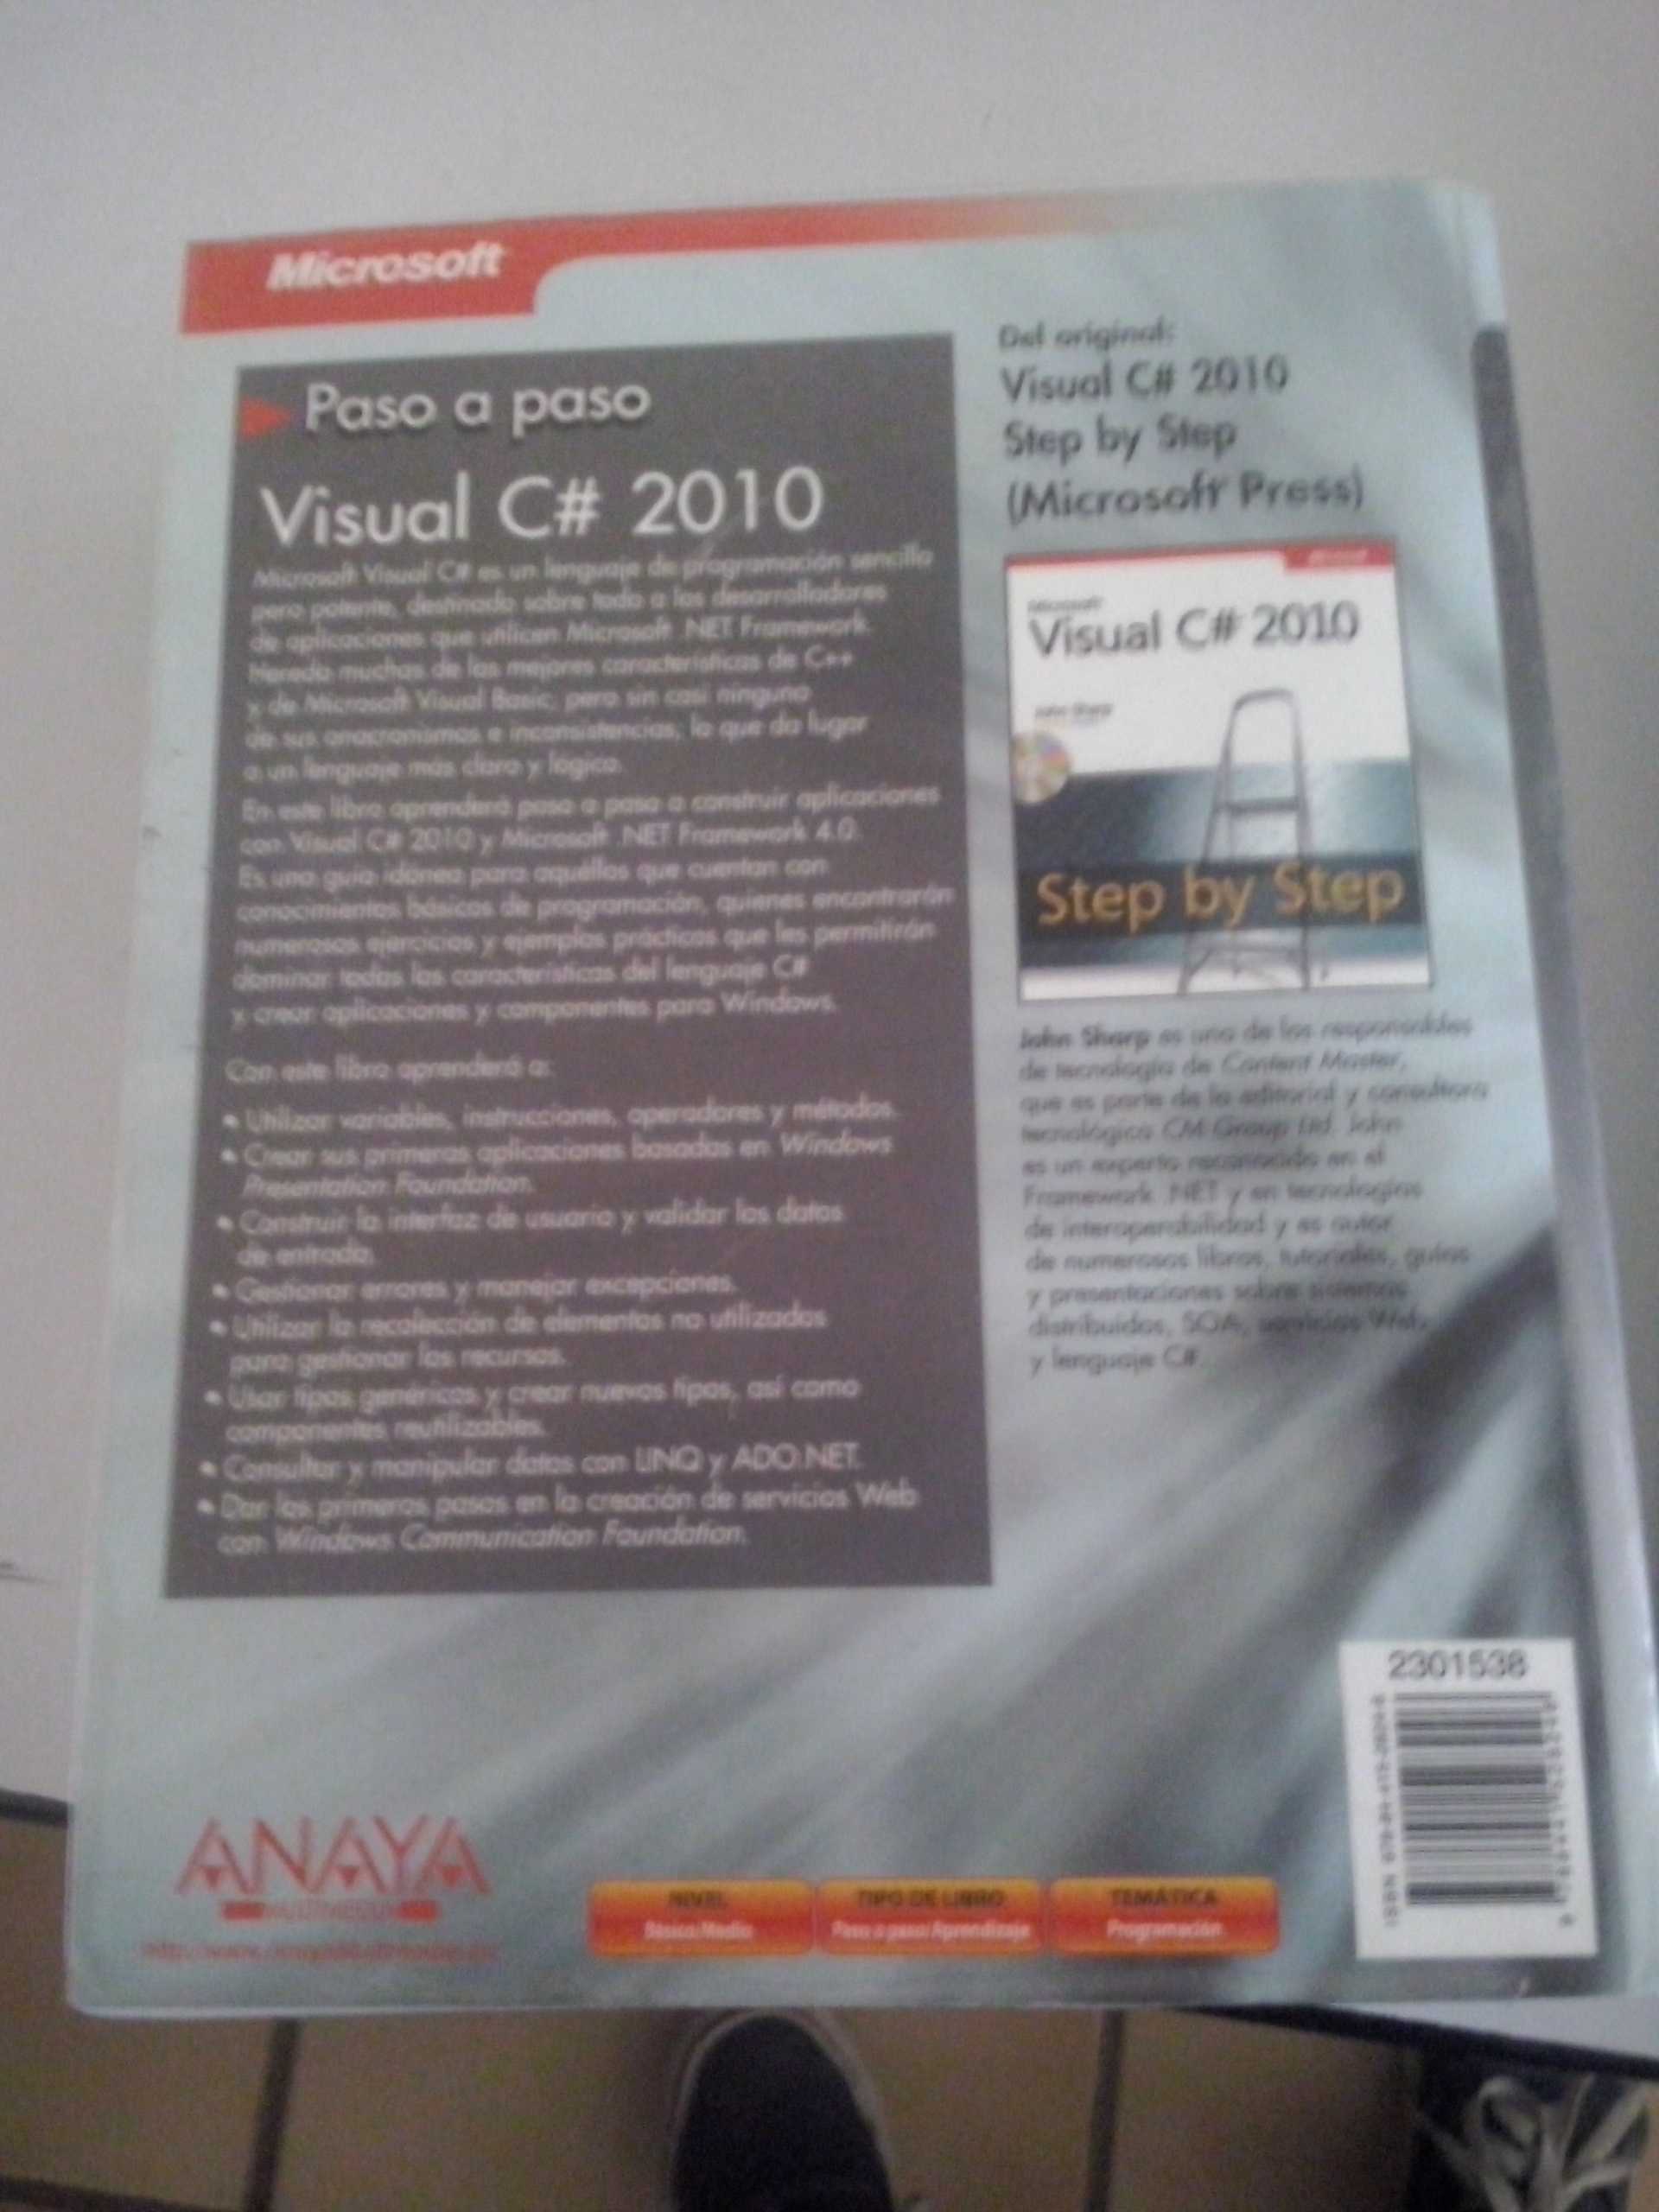 Microsoft
Paso a paso
Visual C# 2010
Microsoft Visual C# es un lenguaje de programación sencillo
pero potente, destinado sobre todo a los desarrolladores
de aplicaciones que utilicen Microsoft .NET Framework.
Hereda muchas de las mejores características de C++
y de Microsoft Visual Basic, pero sin casi ninguno
de sus anacronismos e inconsistencias, lo que da lugar
a un lenguaje más claro y lógico.
En este libro aprenderá paso a paso a construir aplicaciones
con Visual C# 2010 y Microsoft .NET Framework 4.0.
Es una guía idónea para aquéllos que cuentan con
conocimientos básicos de programación, quienes encontrarán
numerosos ejercicios y ejemplos prácticos que les permitirán
dominar todas las características del lenguaje C#
y crear aplicaciones y componentes para Windows.
Con este libro aprenderá a:
• Utilizar variables, instrucciones, operadores y métodos.
• Crear sus primeras aplicaciones basadas en Windows
Presentation Foundation.
• Construir la interfaz de usuario y validar los datos
de entrada.
• Gestionar errores y manejar excepciones.
• Utilizar la recolección de elementos no utilizados
para gestionar los recursos.
• Usar tipos genéricos y crear nuevos tipos, así como
componentes reutilizables.
• Consultar y manipular datos con LINQ y ADO.NET.
• Dar los primeros pasos en la creación de servicios Web
con Windows Communication Foundation.
Del original:
Visual C# 2010
Step by Step
(Microsoft Press)
Microsoft
Visual C# 2010
John Sharp
Step by Step
John Sharp es uno de los responsables
de tecnología de Content Master,
que es parte de la editorial y consultora
tecnológica CM Group Ltd. John
es un experto reconocido en el
Framework .NET y en tecnologías
de interoperabilidad y es autor
de numerosos libros, tutoriales, guías
y presentaciones sobre sistemas
distribuidos, SOA, servicios Web
y lenguaje C#.
2301538
ISBN
ANAYA
MULTIMEDIA
NIVEL
Básico/Medio
TIPO DE LIBRO
Paso a paso/Aprendizaje
TEMÁTICA
Programación